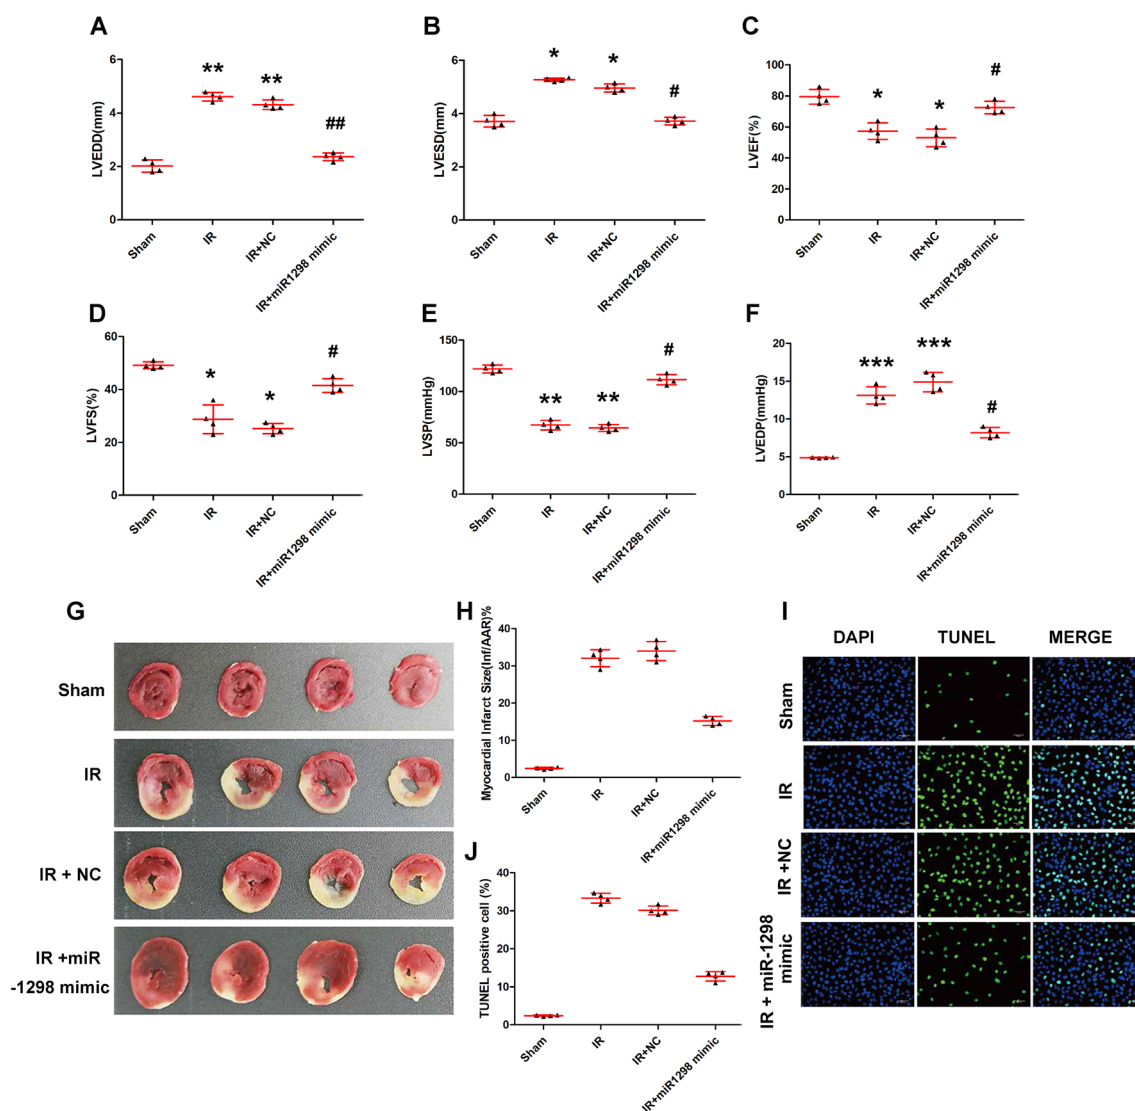 A
LVEDD(mm)
6
4
2
0
**
**
##
Sham
IR
IR+NC
IR+miR1298 mimic
B
LVESD(mm)
6
4
2
0
*
*
#
Sham
IR
IR+NC
IR+miR1298 mimic
C
LVEF(%)
100
80
60
40
20
0
*
*
#
Sham
IR
IR+NC
IR+miR1298 mimic
D
LVFS(%)
60
40
20
0
*
*
#
Sham
IR
IR+NC
IR+miR1298 mimic
E
LVSP(mmHg)
150
100
50
0
**
**
#
Sham
IR
IR+NC
IR+miR1298 mimic
F
LVEDP(mmHg)
20
15
10
5
0
***
***
#
Sham
IR
IR+NC
IR+miR1298 mimic
G
Sham
IR
IR + NC
IR +miR
-1298 mimic
H
Myocardial Infarct Size(Inf/AAR)%
40
30
20
10
0
Sham
IR
IR+NC
IR+miR1298 mimic
I
DAPI
TUNEL
MERGE
Sham
IR
IR +NC
IR + miR-1298
mimic
J
TUNEL positive cell (%)
40
30
20
10
0
Sham
IR
IR+NC
IR+miR1298 mimic